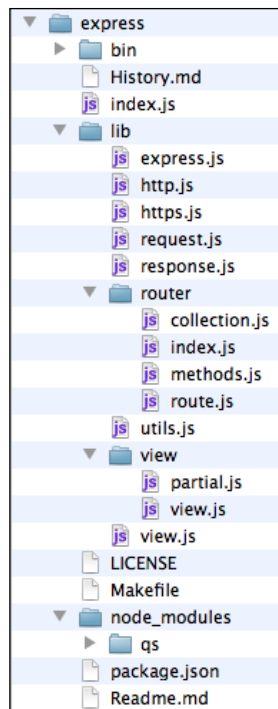 express
bin
History.md
js index.js
lib
js express.js
js http.js
js https.js
js request.js
js response.js
router
js collection.js
js index.js
js methods.js
js route.js
js utils.js
view
js partial.js
js view.js
js view.js
LICENSE
Makefile
node_modules
qs
package.json
Readme.md